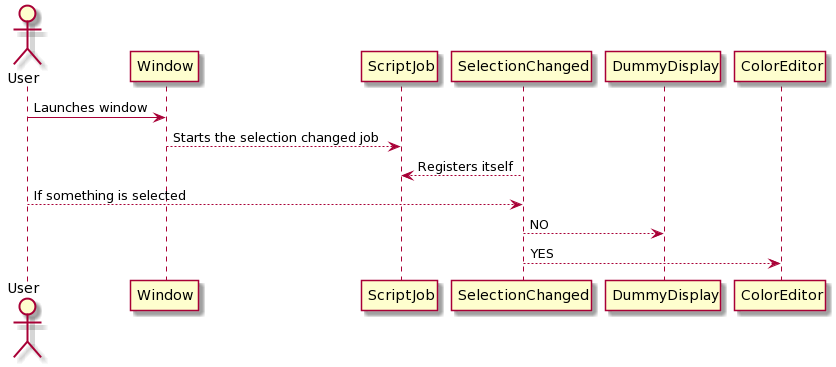 User
Window
ScriptJob
SelectionChanged
DummyDisplay
ColorEditor
Launches window
Starts the selection changed job
Registers itself
If something is selected
NO
YES
User
Window
ScriptJob
SelectionChanged
DummyDisplay
ColorEditor